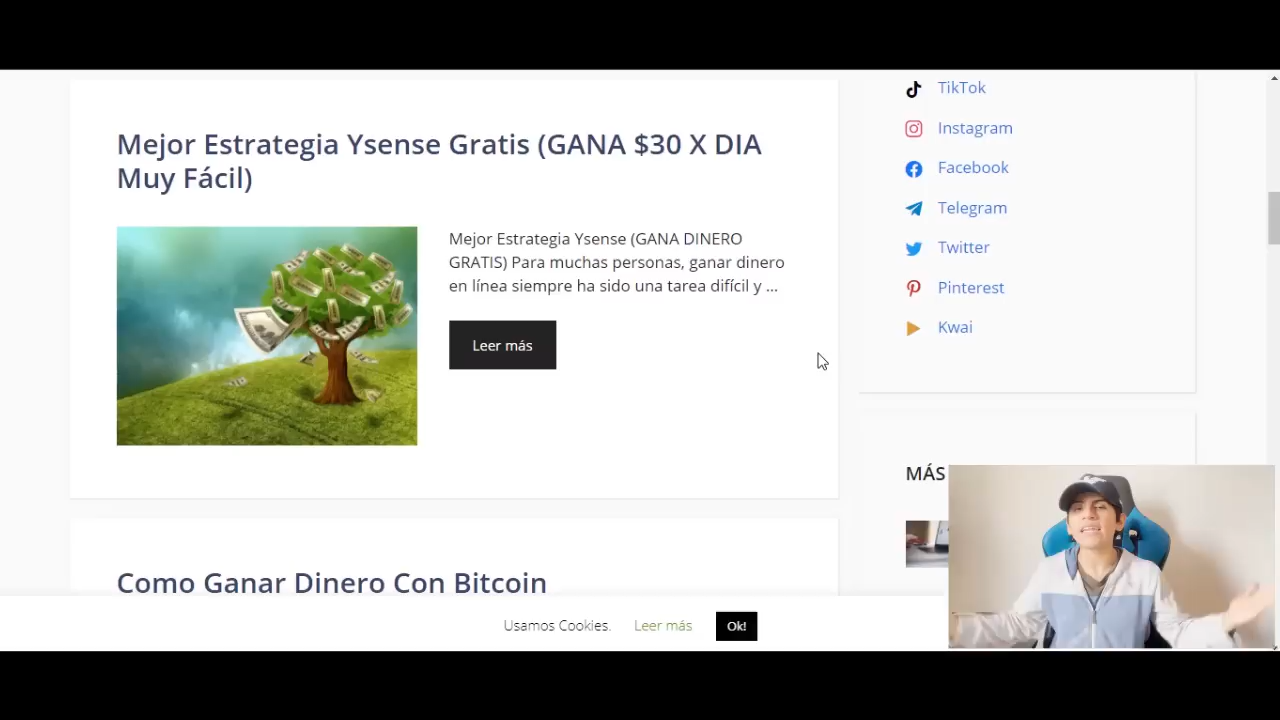 Mejor Estrategia Ysense Gratis (GANA $30 X DIA
Muy Fácil)
Mejor Estrategia Ysense (GANA DINERO
GRATIS) Para muchas personas, ganar dinero
en línea siempre ha sido una tarea difícil y ...
Leer más
Como Ganar Dinero Con Bitcoin
TikTok
Instagram
Facebook
Telegram
Twitter
Pinterest
Kwai
MÁS
Usamos Cookies. Leer más Ok!